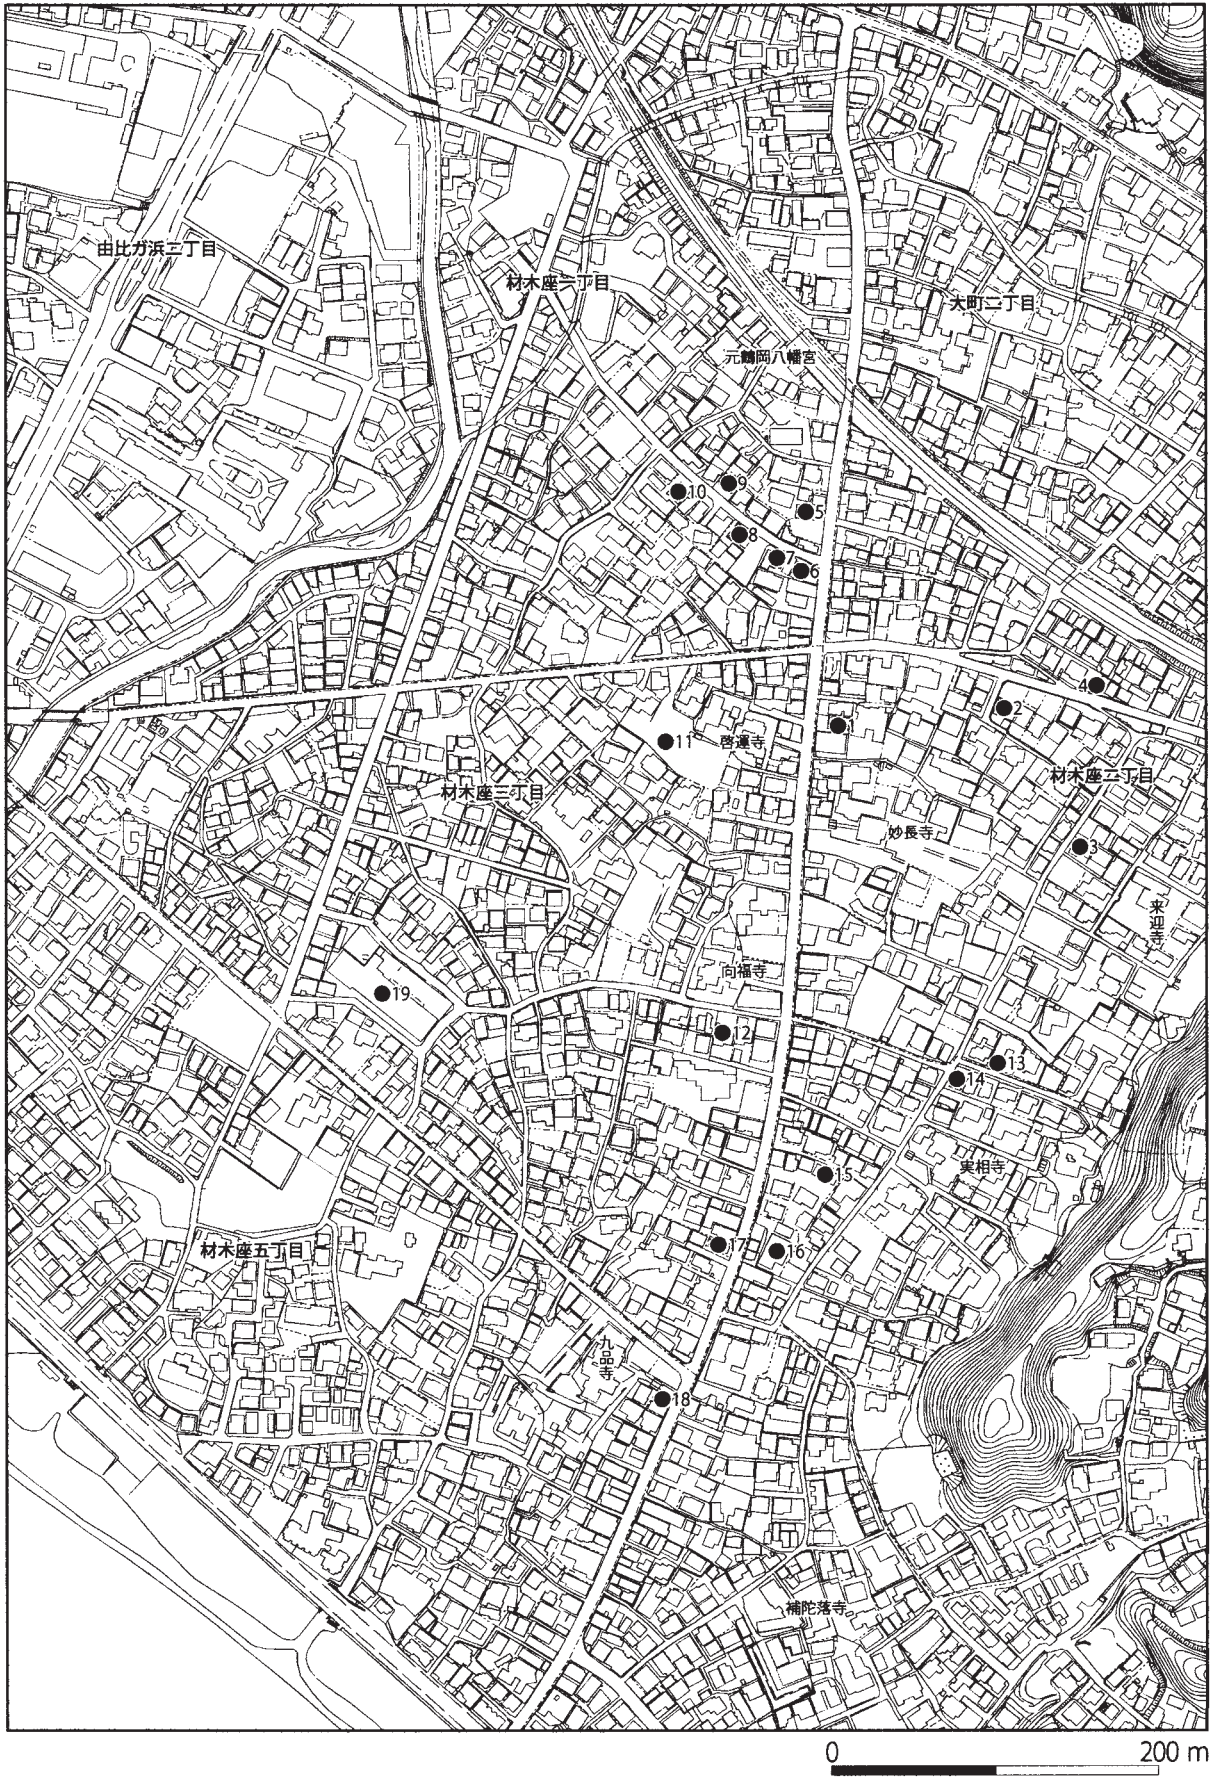 由比ガ浜二丁目
材木座一丁目
大町二丁目
元鶴岡八幡宮
10
9
5
8
7
6
4
2
1
11
啓運寺
材木座二丁目
材木座三丁目
妙長寺
3
来迎寺
向福寺
19
12
13
14
実相寺
15
17
16
材木座五丁目
九品寺
18
補陀落寺
0
200 m